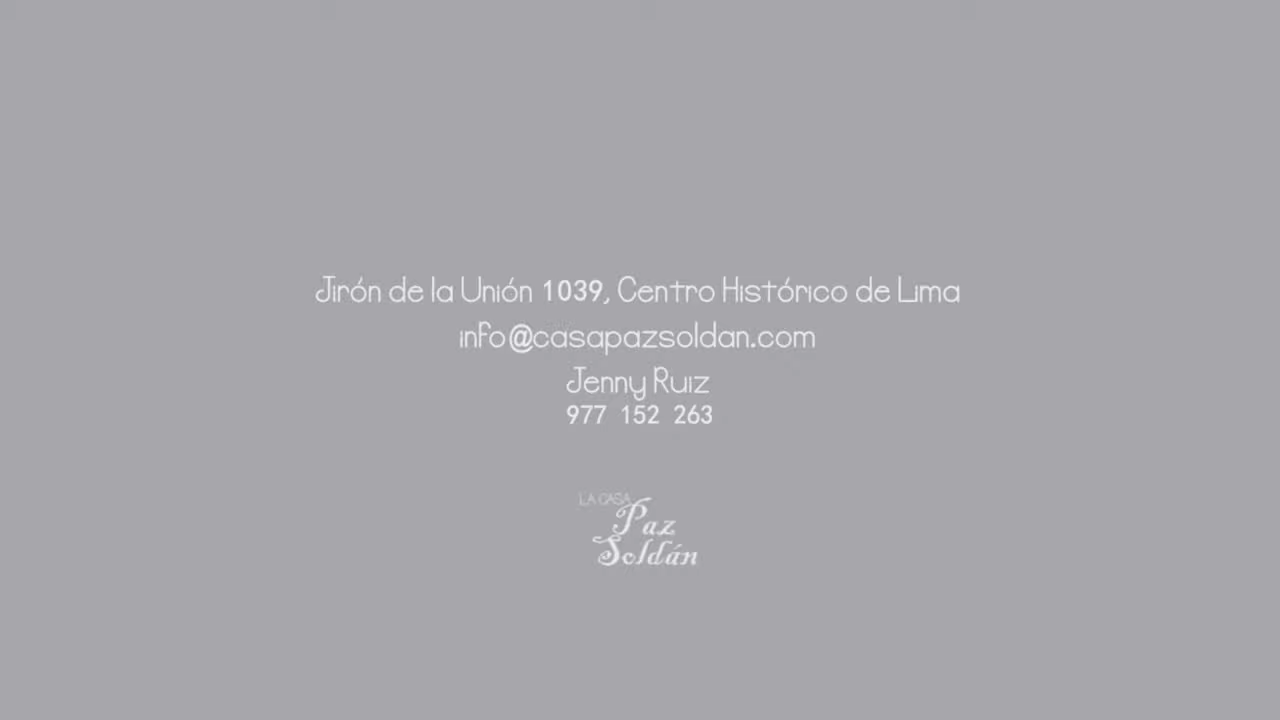 Jirón de la Unión 1039, Centro Histórico de Lima
info@casapazsoldan.com
Jenny Ruiz
977 152 263
LA CASA
Paz
Soldán